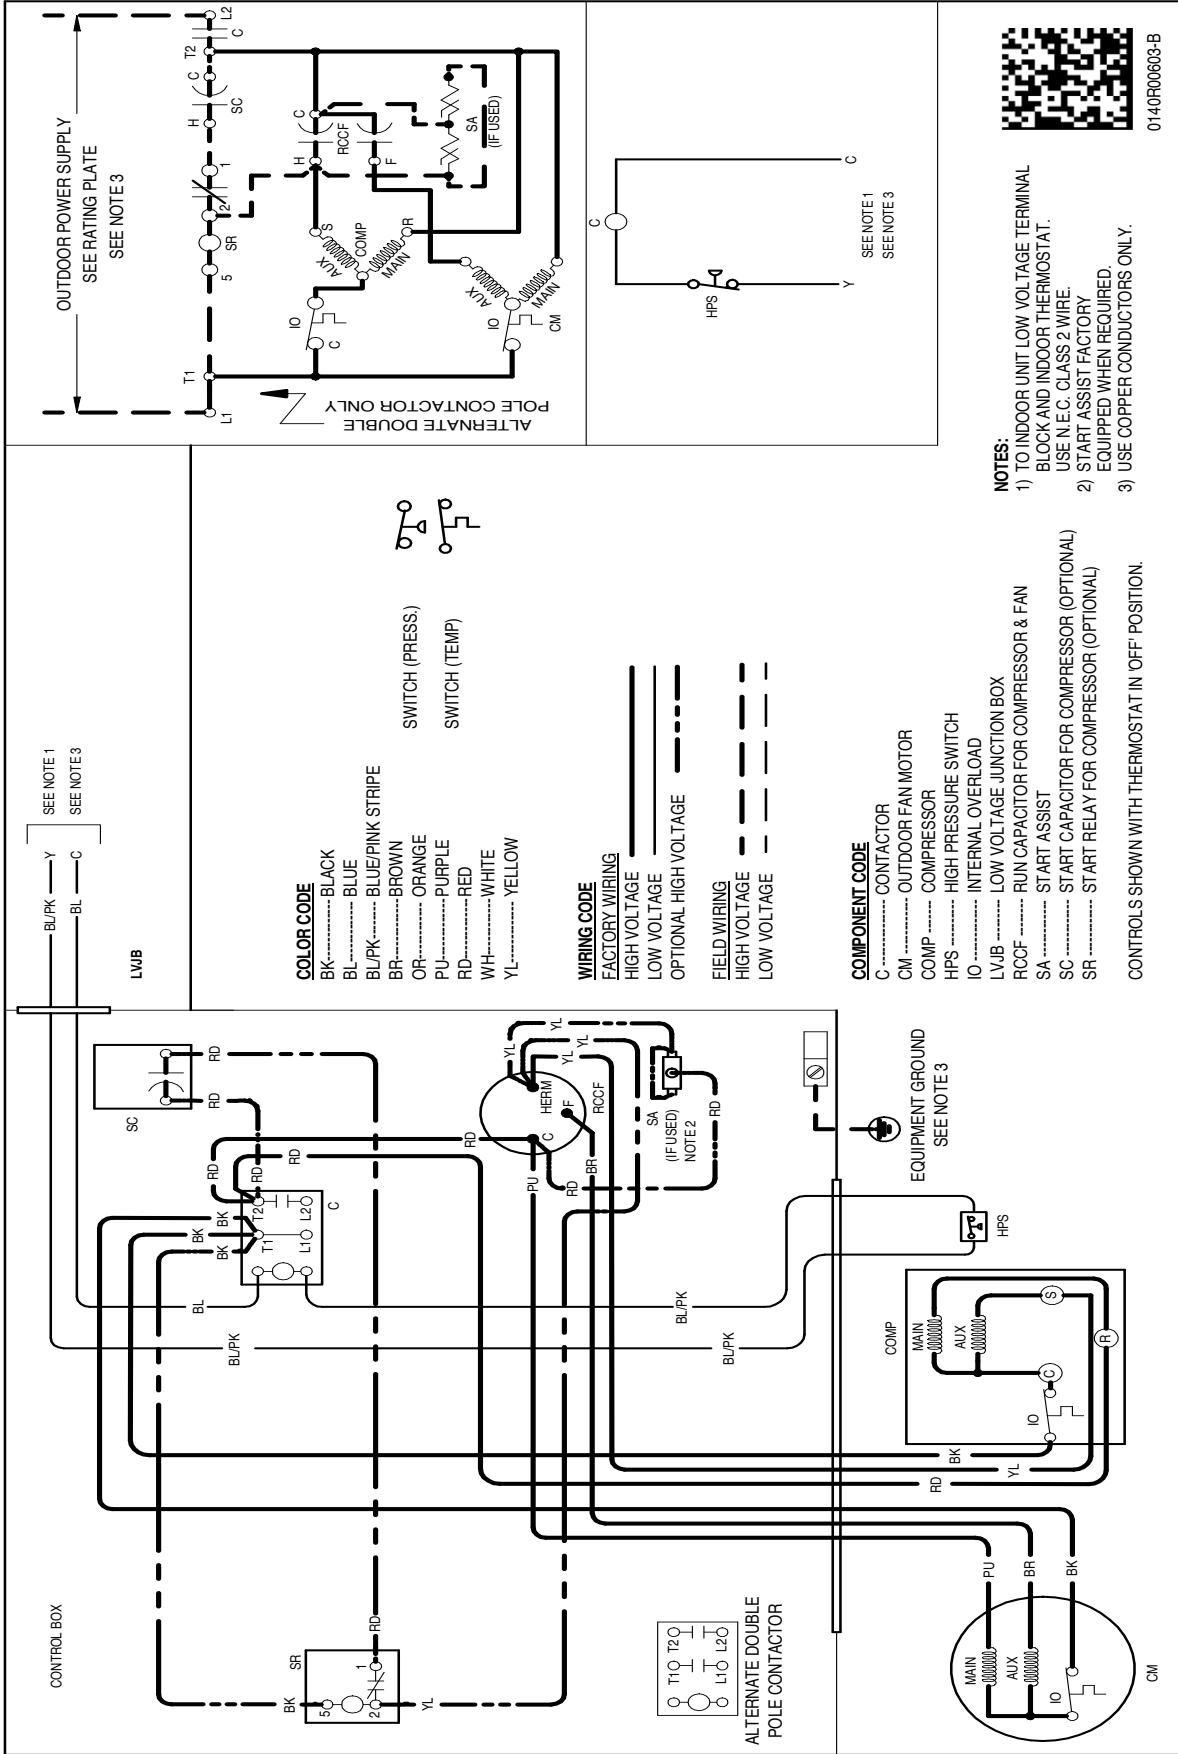 CONTROL BOX
SC
RD
RD
RD
RD
RD
RD
BK
BK
BK
T2
T1
L2
L1
C
BL
BL/PK
BL/PK
BL/PK
SR
BK
5
1
2
RD
YL
RD
RD
PU
C
HERM
F
RCCF
YL
YL
YL
YL
BR
RD
RD
SA
(IF USED)
NOTE 2
ALTERNATE DOUBLE
POLE CONTACTOR
T1
T2
L1
L2
LVJB
BL/PK
Y
BL
C
SEE NOTE 1
SEE NOTE 3
EQUIPMENT GROUND
SEE NOTE 3
HPS
COMP
MAIN
AUX
S
R
C
IO
BK
YL
RD
PU
BR
BK
MAIN
AUX
IO
CM
COLOR CODE
BK--------- BLACK
BL--------- BLUE
BL/PK-------- BLUE/PINK STRIPE
BR--------- BROWN
OR--------- ORANGE
PU--------- PURPLE
RD--------- RED
WH--------- WHITE
YL--------- YELLOW
SWITCH (PRESS.)
SWITCH (TEMP)
WIRING CODE
FACTORY WIRING
HIGH VOLTAGE
LOW VOLTAGE
OPTIONAL HIGH VOLTAGE
FIELD WIRING
HIGH VOLTAGE
LOW VOLTAGE
COMPONENT CODE
C ---------- CONTACTOR
CM ---------- OUTDOOR FAN MOTOR
COMP --------- COMPRESSOR
HPS ---------- HIGH PRESSURE SWITCH
IO ---------- INTERNAL OVERLOAD
LVJB --------- LOW VOLTAGE JUNCTION BOX
RCCF --------- RUN CAPACITOR FOR COMPRESSOR & FAN
SA ----------- START ASSIST
SC ---------- START CAPACITOR FOR COMPRESSOR (OPTIONAL)
SR ---------- START RELAY FOR COMPRESSOR (OPTIONAL)
CONTROLS SHOWN WITH THERMOSTAT IN 'OFF' POSITION.
OUTDOOR POWER SUPPLY
SEE RATING PLATE
SEE NOTE 3
L1
T1
5
SR
2
1
H
SC
C
T2
C
L2
ALTERNATE DOUBLE
POLE CONTACTOR ONLY
IO
C
AUX
S
COMP
MAIN
R
H
RCCF
C
F
SA
(IF USED)
IO
AUX
MAIN
CM
C
HPS
Y
C
SEE NOTE 1
SEE NOTE 3
NOTES:
1) TO INDOOR UNIT LOW VOLTAGE TERMINAL
BLOCK AND INDOOR THERMOSTAT.
USE N.E.C. CLASS 2 WIRE.
2) START ASSIST FACTORY
EQUIPPED WHEN REQUIRED.
3) USE COPPER CONDUCTORS ONLY.
0140R00603-B